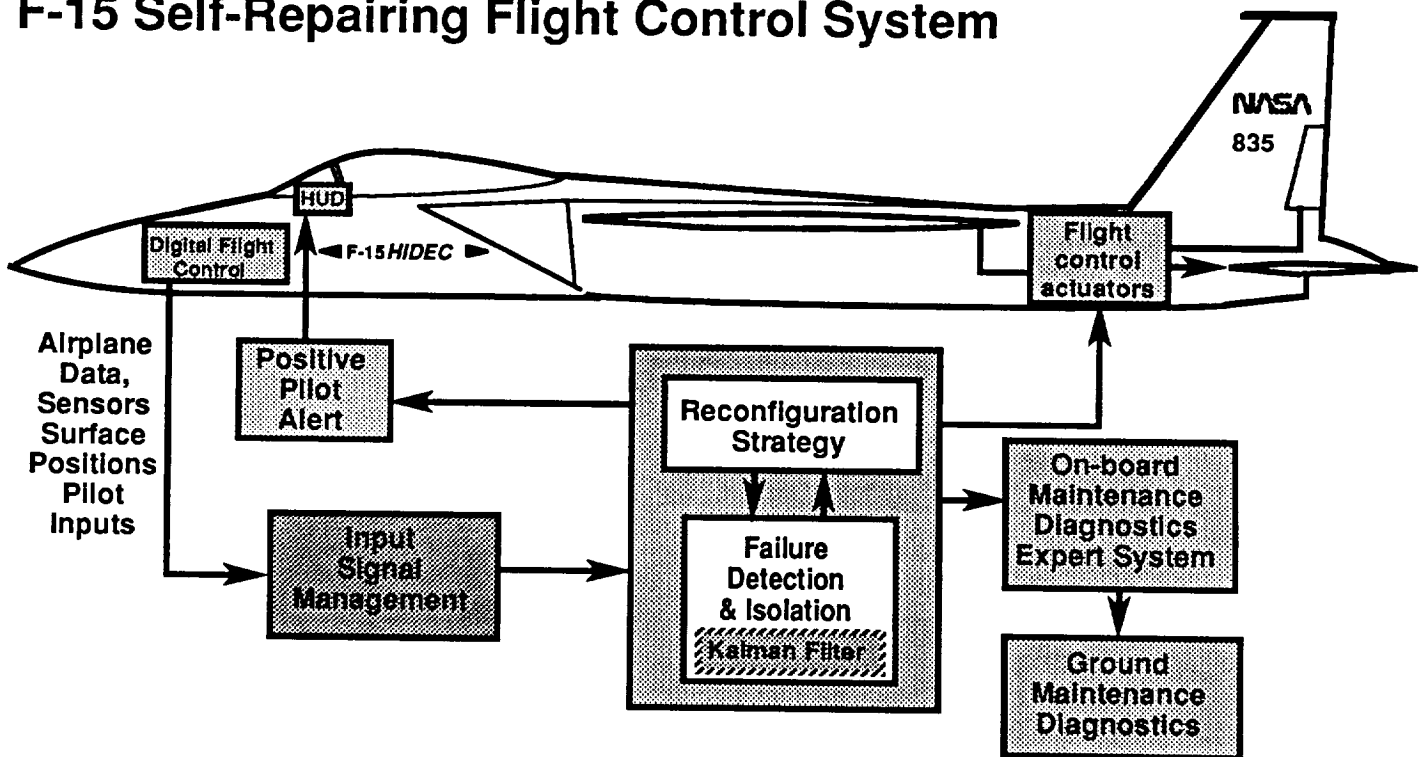 F-15 Self-Repairing Flight Control System
NASA
835
HUD
Digital Flight
Control
F-15 HIDEC
Flight
control
actuators
Airplane
Data,
Sensors
Surface
Positions
Pilot
Inputs
Positive
Pilot
Alert
Reconfiguration
Strategy
Input
Signal
Management
Failure
Detection
& Isolation
Kalman Filter
On-board
Maintenance
Diagnostics
Expert System
Ground
Maintenance
Diagnostics